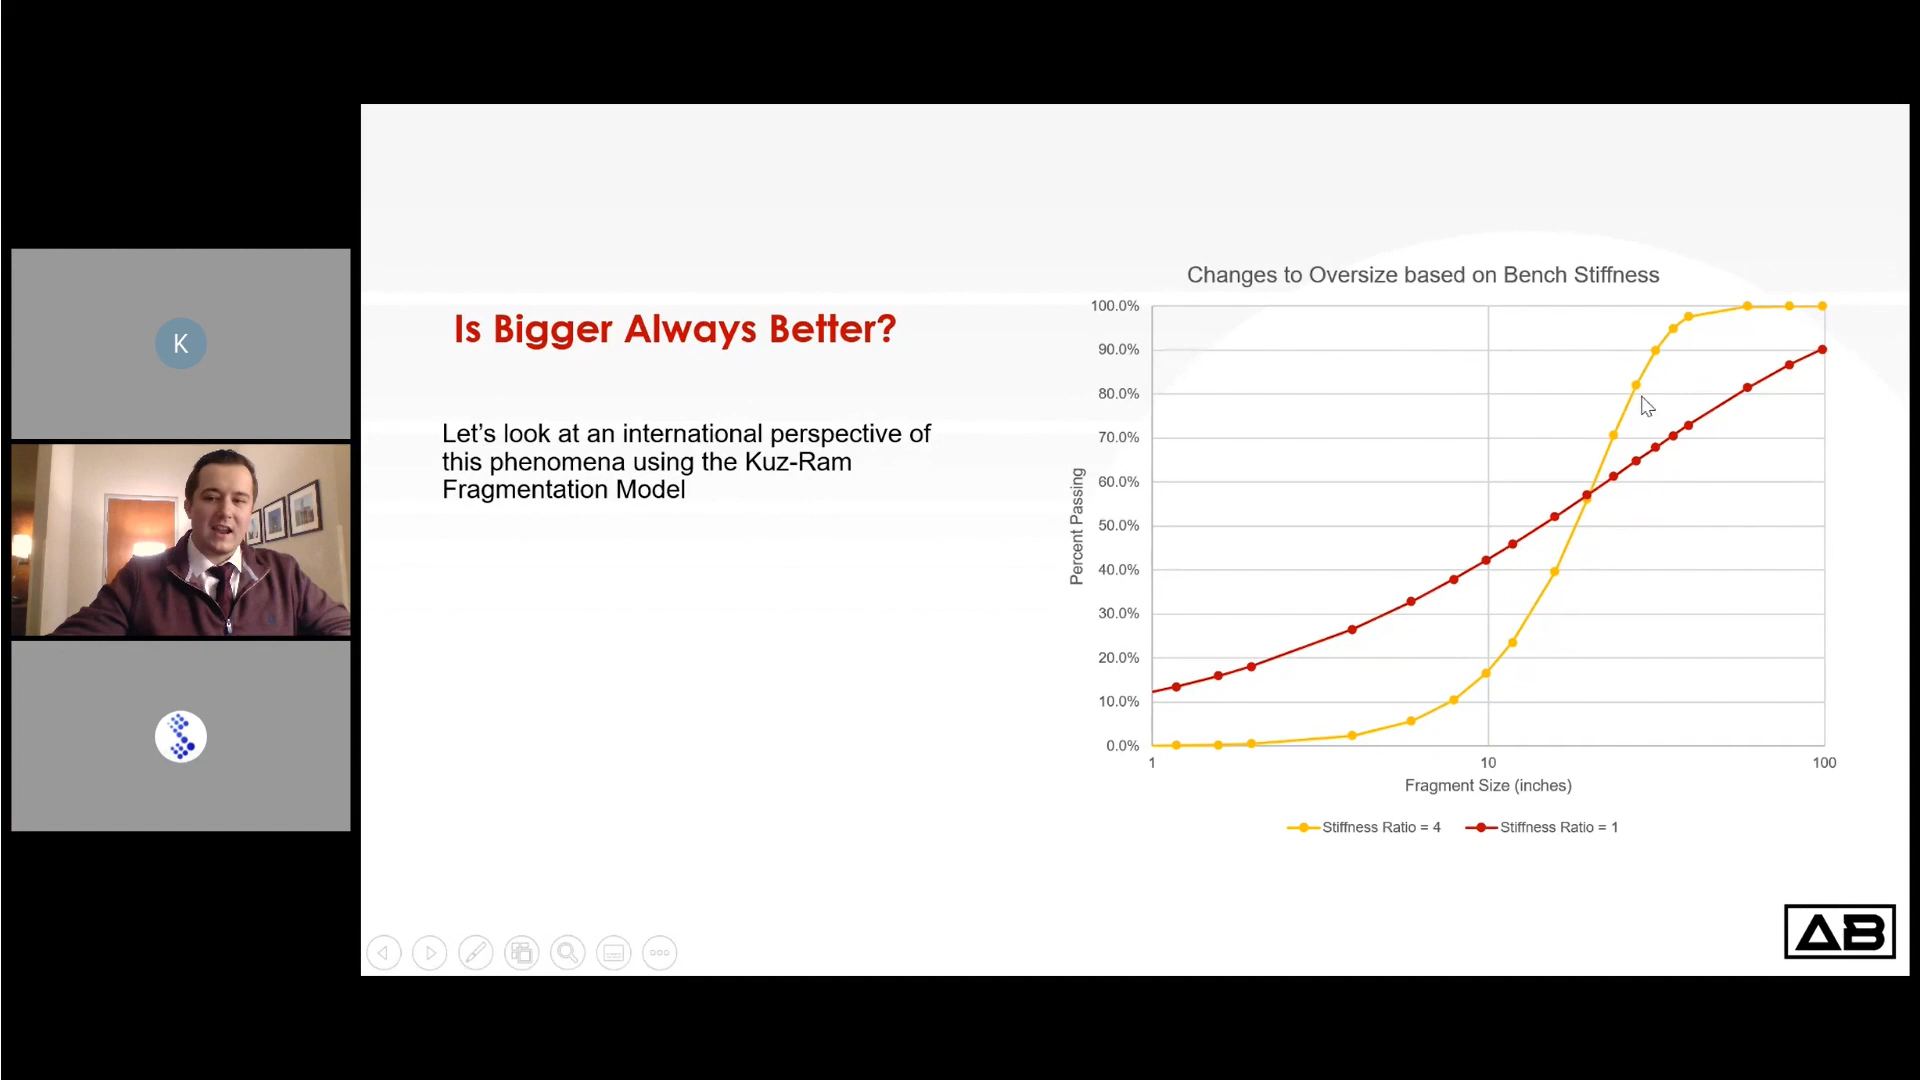 K
Is Bigger Always Better?
Let’s look at an international perspective of
this phenomena using the Kuz-Ram
Fragmentation Model
Changes to Oversize based on Bench Stiffness
100.0%
90.0%
80.0%
70.0%
60.0%
50.0%
40.0%
30.0%
20.0%
10.0%
0.0%
Percent Passing
1 10 100
Fragment Size (inches)
Stiffness Ratio = 4 Stiffness Ratio = 1
AB